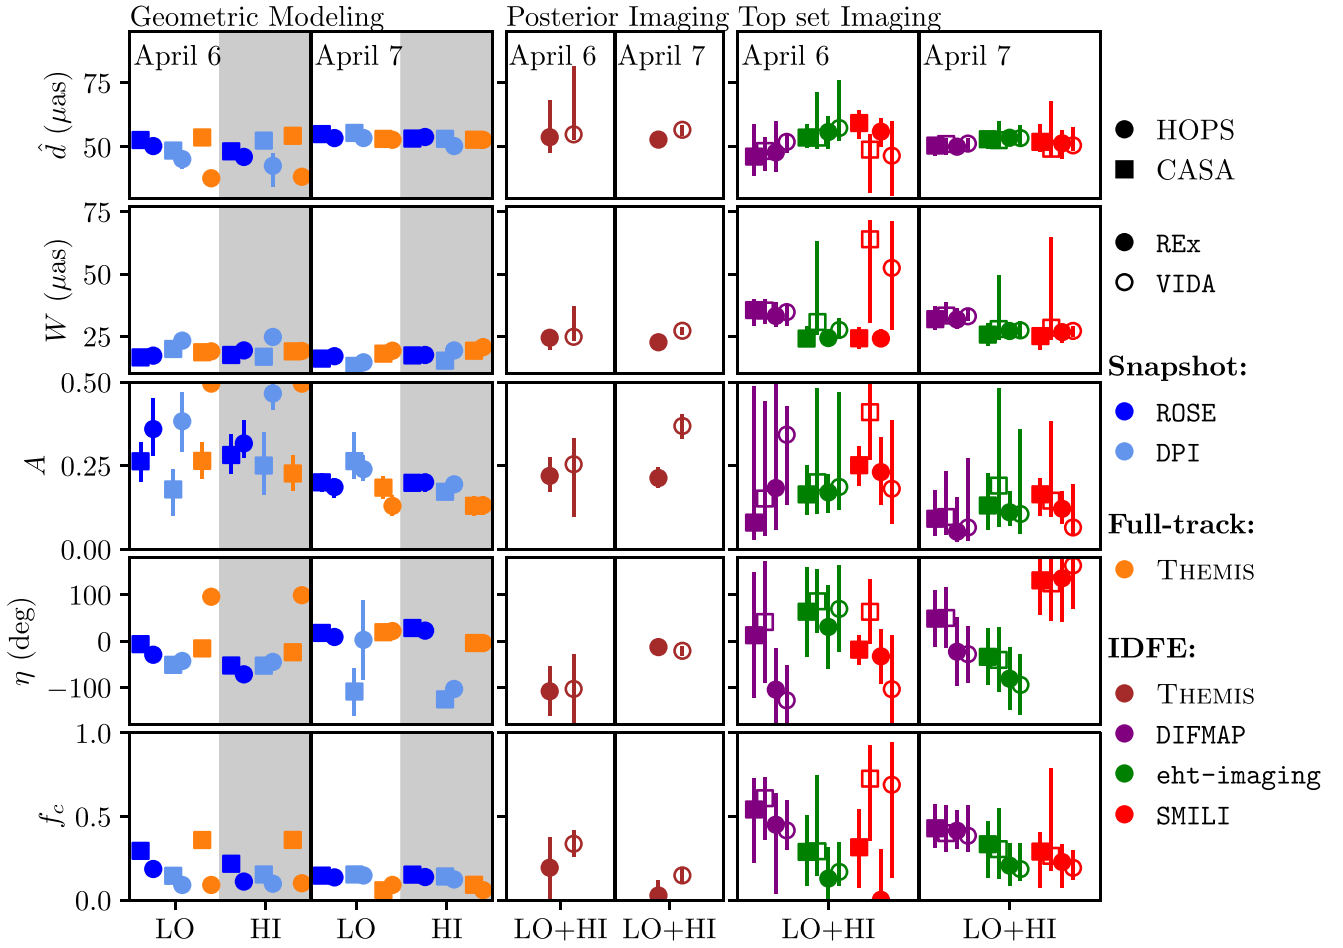 Geometric Modeling
Posterior Imaging
Top set Imaging
April 6
April 7
April 6
April 7
April 6
April 7
d̂ (μas)
75
50
W (μas)
75
50
25
A
0.50
0.25
0.00
η (deg)
100
0
−100
f_c
1.0
0.5
0.0
LO
HI
LO
HI
LO+HI
LO+HI
LO+HI
LO+HI
HOPS
CASA
REx
VIDA
Snapshot:
ROSE
DPI
Full-track:
THEMIS
IDFE:
THEMIS
DIFMAP
eht-imaging
SMILI